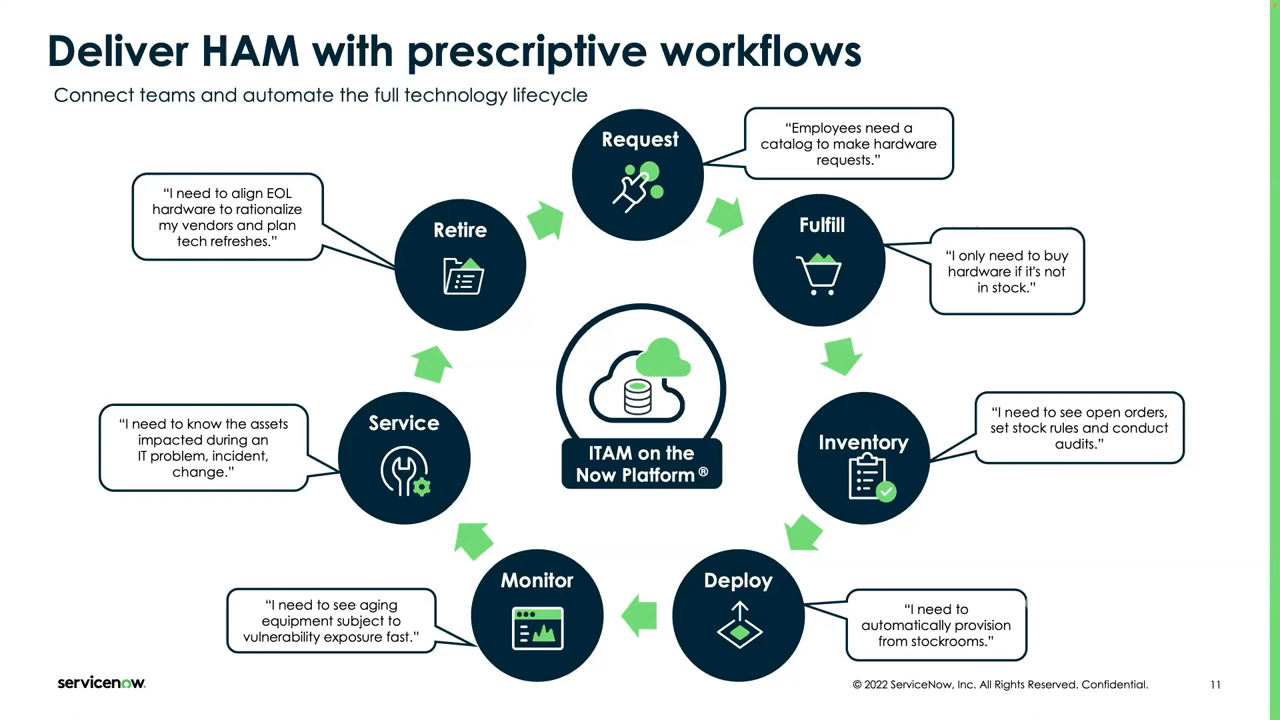 Deliver HAM with prescriptive workflows
Connect teams and automate the full technology lifecycle
Request
“Employees need a
catalog to make hardware
requests.”
Fulfill
“I only need to buy
hardware if it's not
in stock.”
Inventory
“I need to see open orders,
set stock rules and conduct
audits.”
Deploy
“I need to
automatically provision
from stockrooms.”
Monitor
“I need to see aging
equipment subject to
vulnerability exposure fast.”
Service
“I need to know the assets
impacted during an
IT problem, incident,
change.”
Retire
“I need to align EOL
hardware to rationalize
my vendors and plan
tech refreshes.”
ITAM on the
Now Platform®
servicenow.
© 2022 ServiceNow, Inc. All Rights Reserved. Confidential.
11